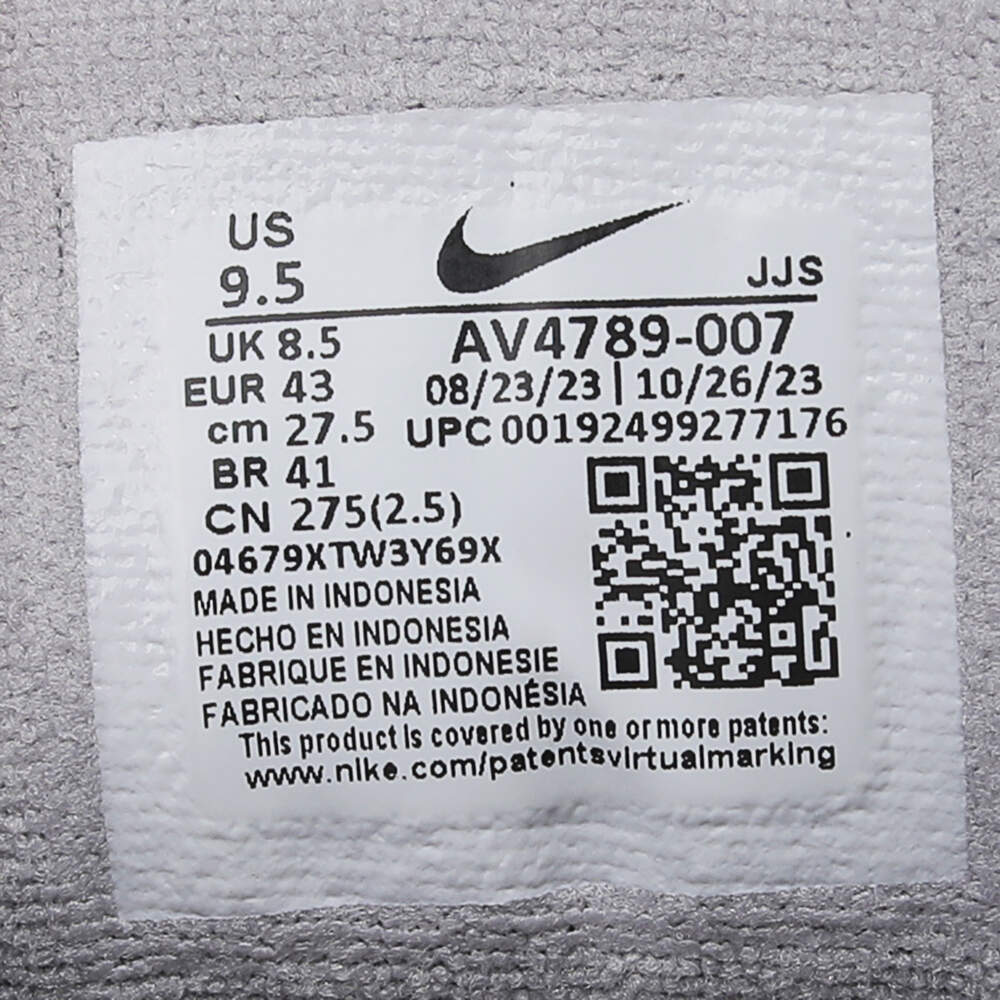 US
9.5
JJS
UK 8.5
AV4789-007
EUR 43
08/23/23 | 10/26/23
cm 27.5
UPC 00192499277176
BR 41
CN 275(2.5)
04679XTW3Y69X
MADE IN INDONESIA
HECHO EN INDONESIA
FABRIQUE EN INDONESIE
FABRICADO NA INDONÉSIA
This product is covered by one or more patents:
www.nike.com/patentsvirtualmarking